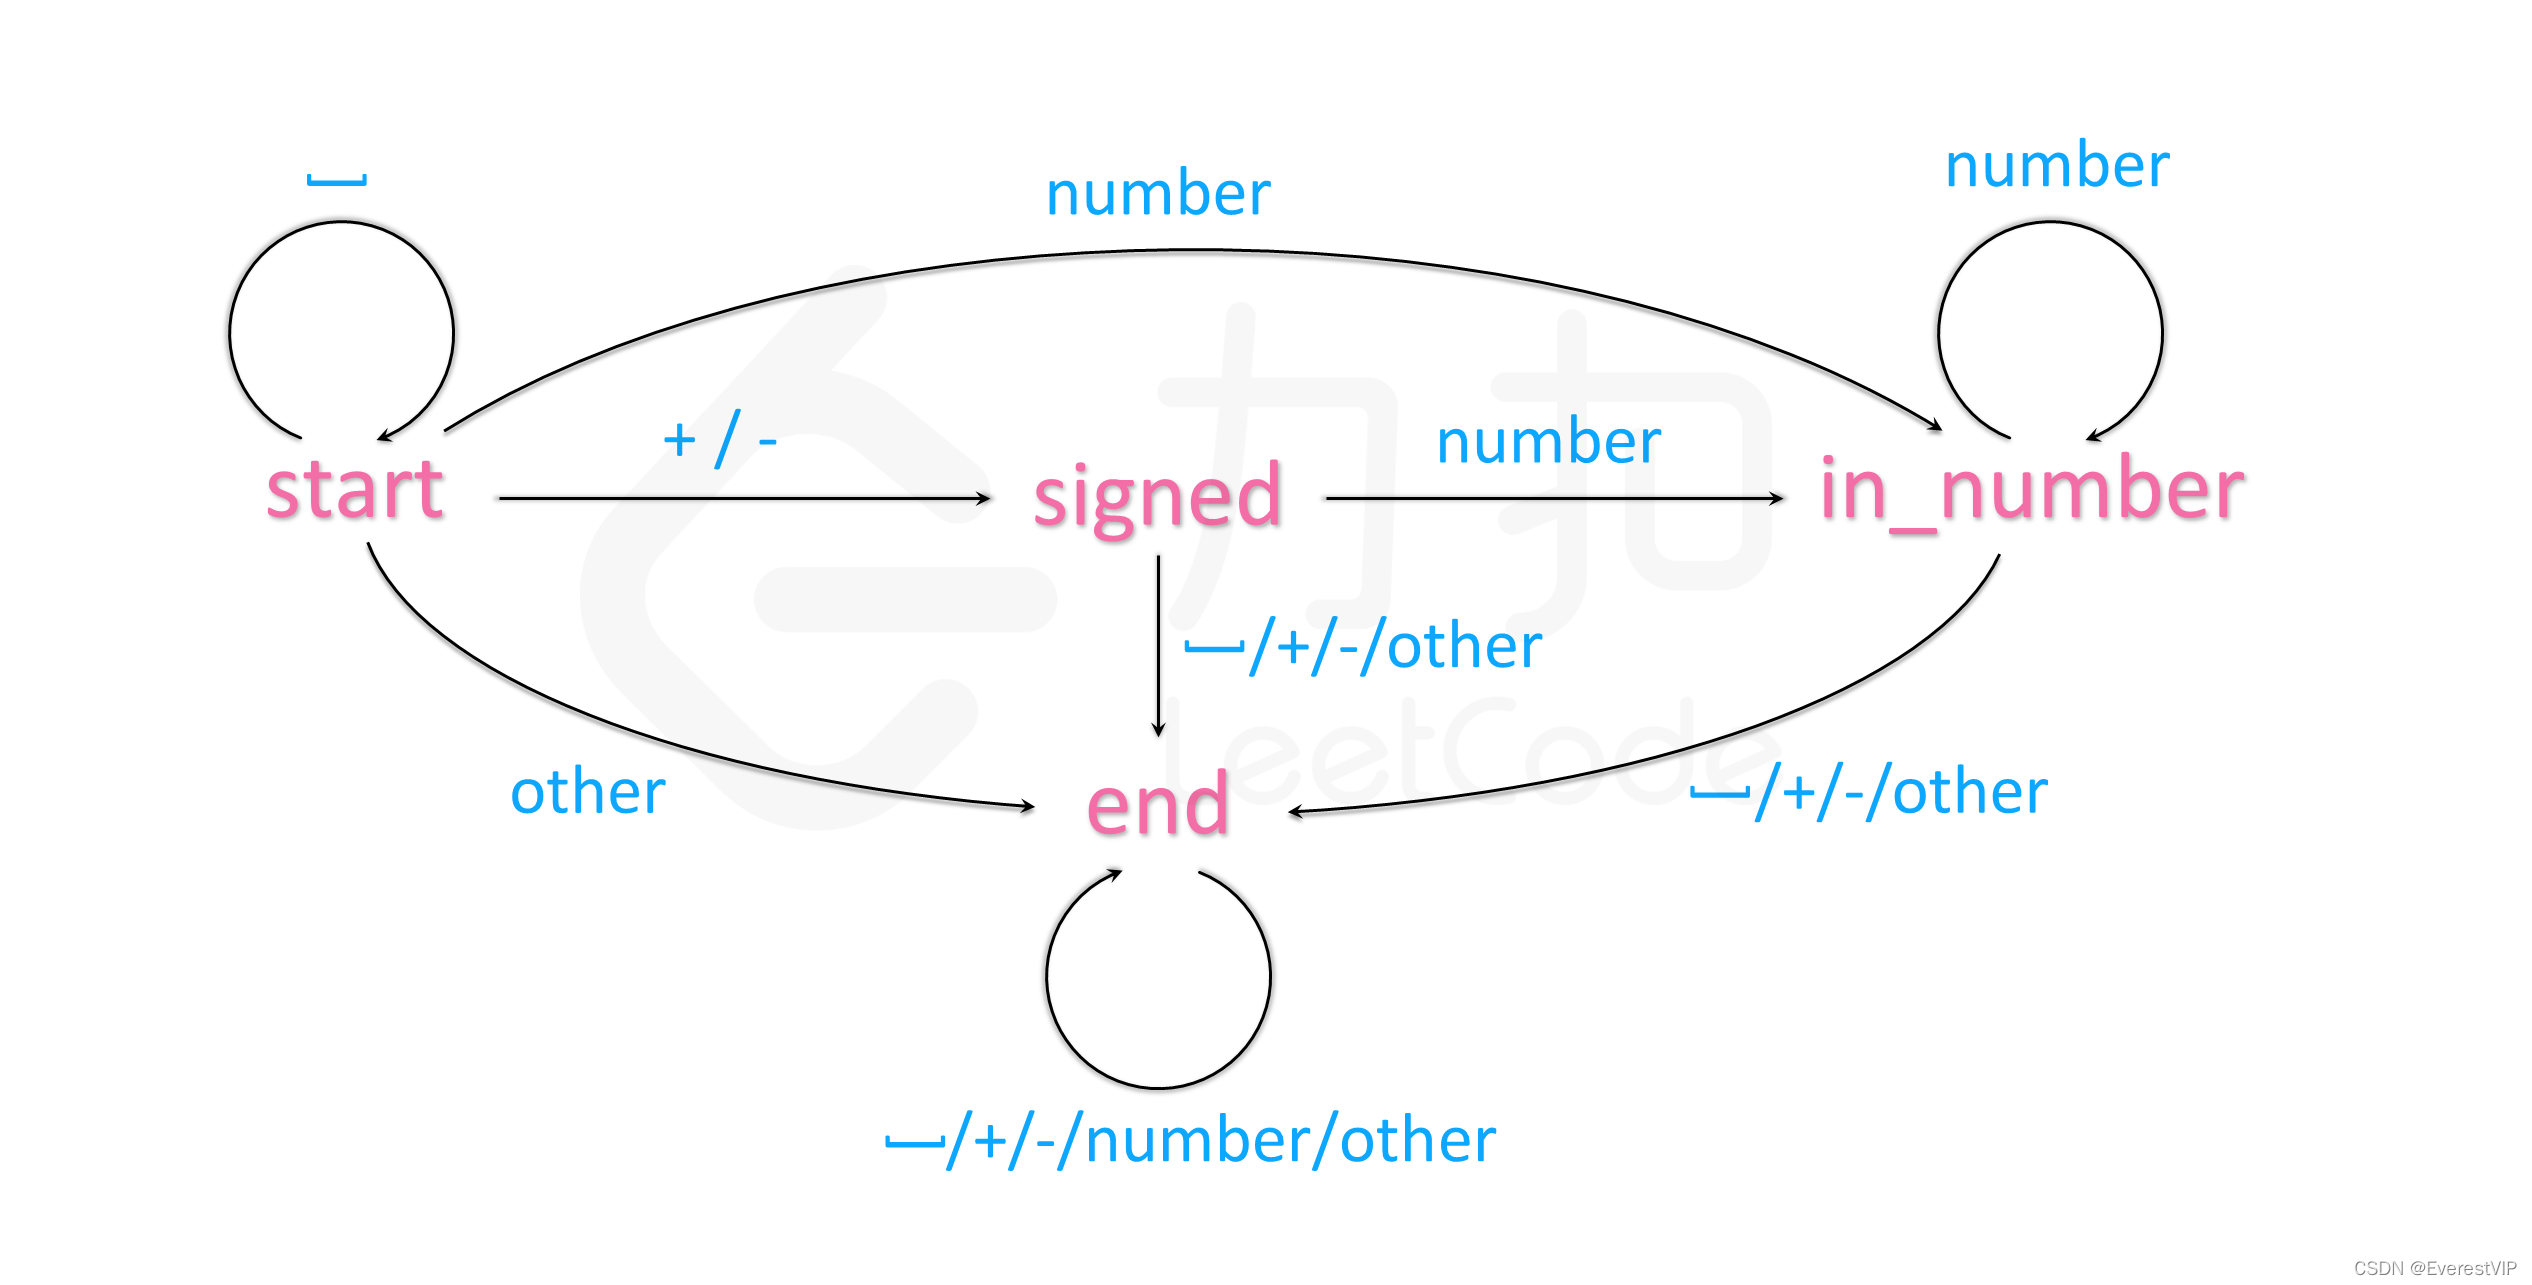 ␣
number
number
+ / -
number
start
signed
in_number
␣/+/-/other
other
end
␣/+/-/other
␣/+/-/number/other
力扣
LeetCode
CSDN @EverestVIP